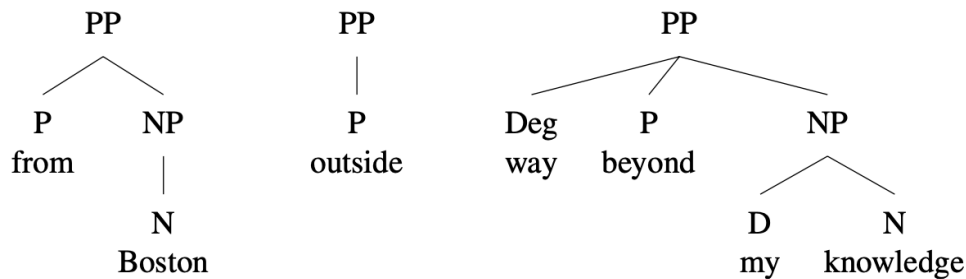 PP PP PP
P NP P Deg P NP
from outside way beyond
N D N
Boston my knowledge